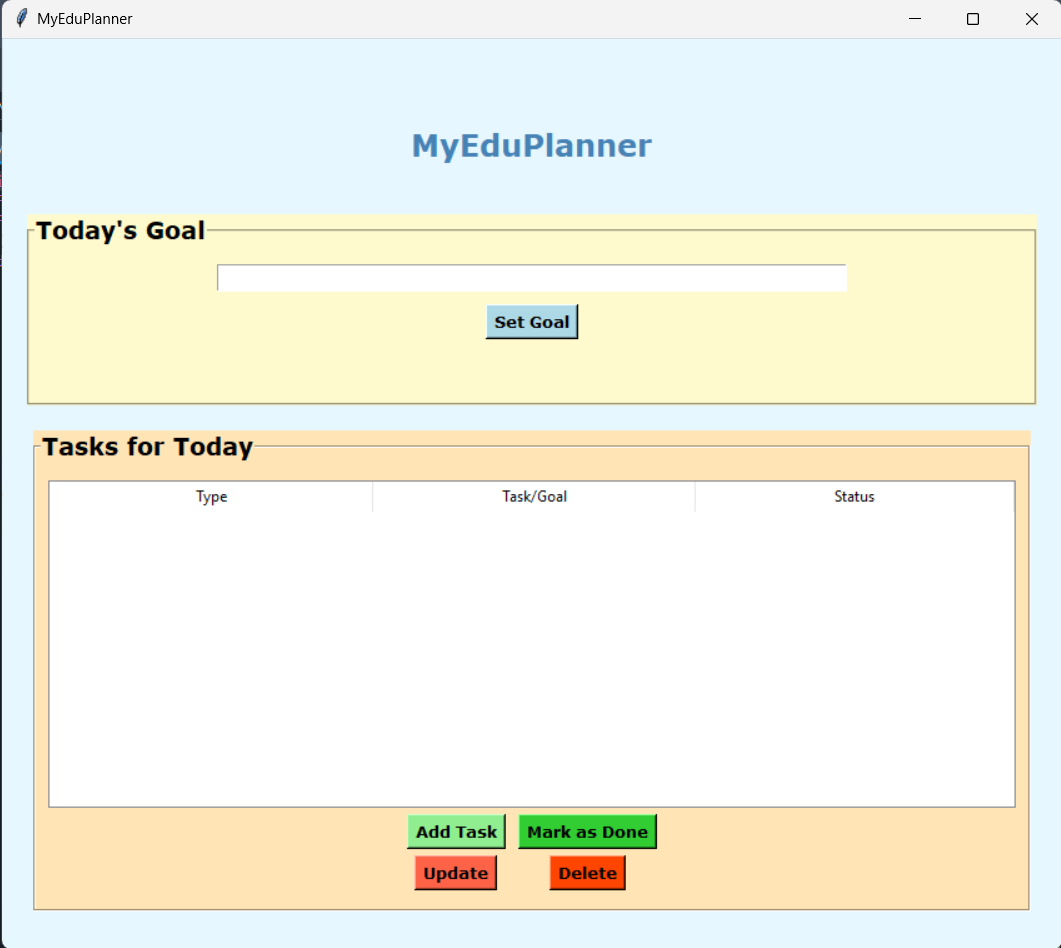 MyEduPlanner
MyEduPlanner
Today's Goal
Set Goal
Tasks for Today
Type Task/Goal Status
Add Task Mark as Done
Update Delete